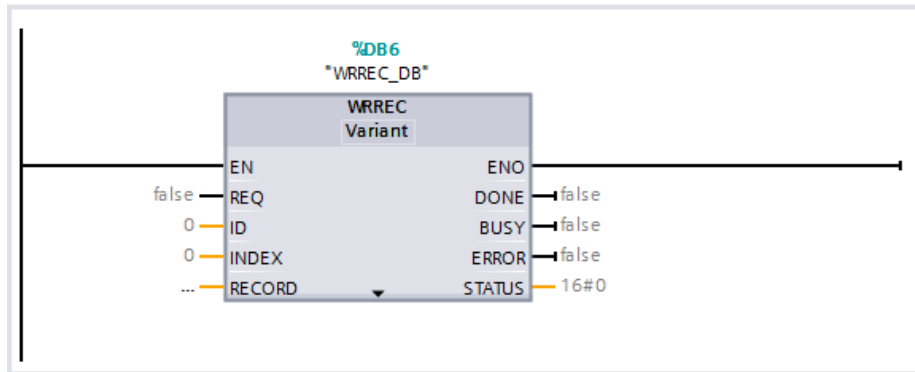 %DB6
"WRREC_DB"
WRREC
Variant
EN ENO
false REQ DONE false
0 ID BUSY false
0 INDEX ERROR false
... RECORD STATUS 16#0